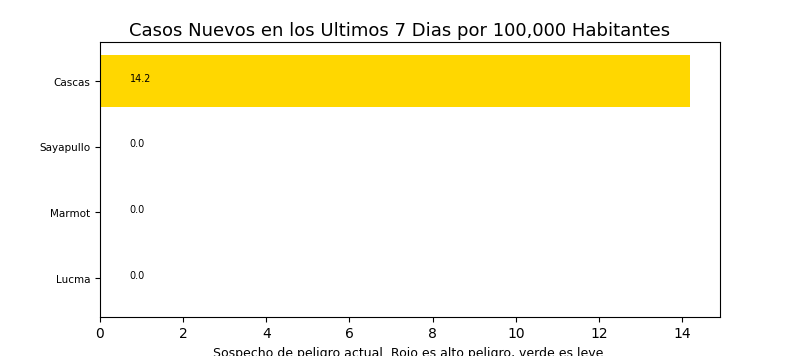 Casos Nuevos en los Ultimos 7 Dias por 100,000 Habitantes
Cascas
14.2
Sayapullo
0.0
Marmot
0.0
Lucma
0.0
0 2 4 6 8 10 12 14
Sospecho de peligro actual. Rojo es alto peligro, verde es leve